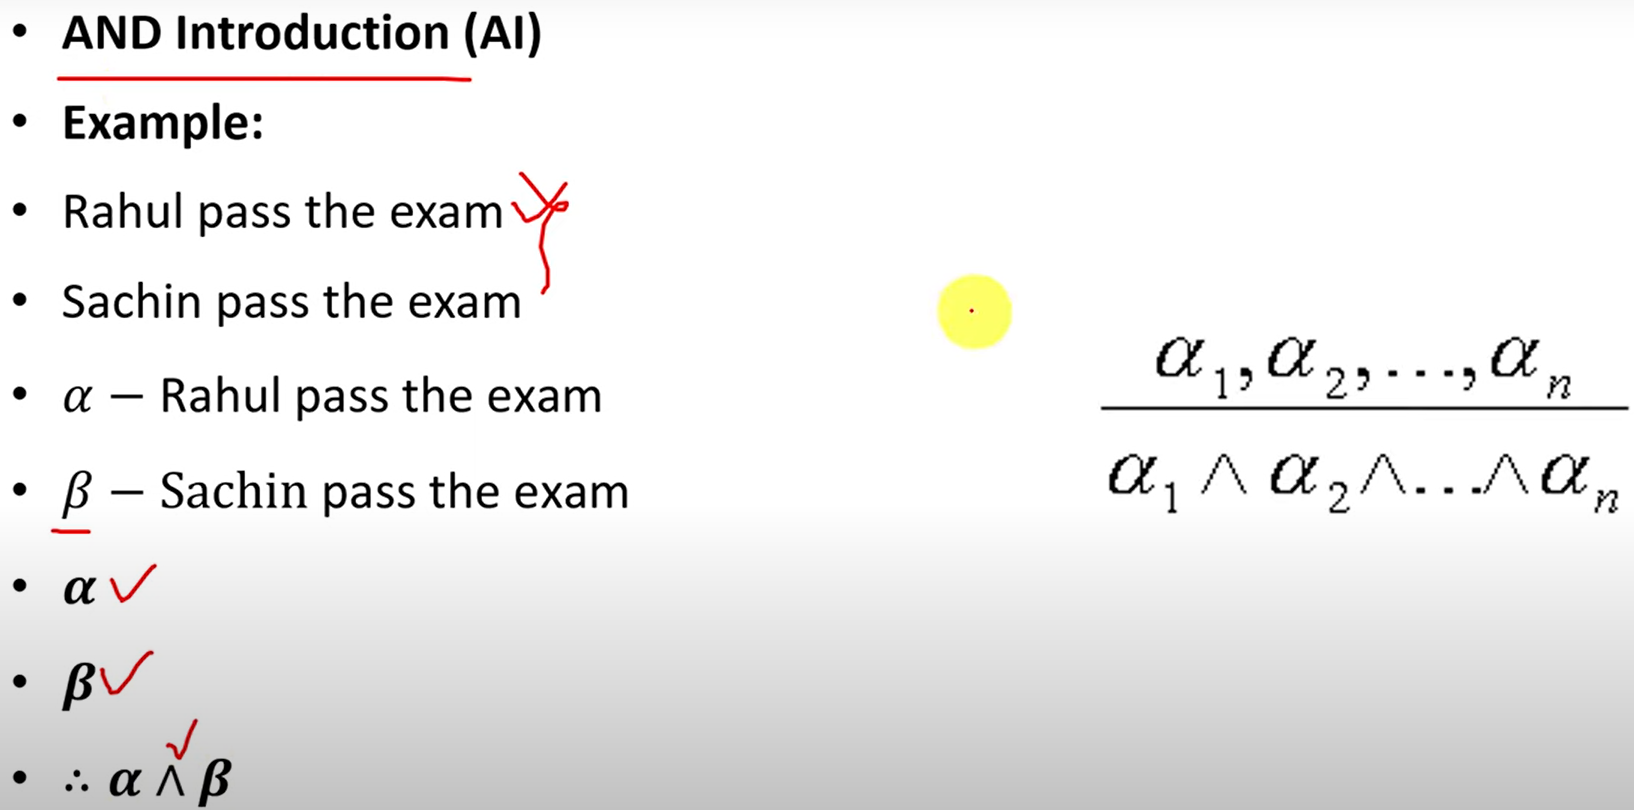 • AND Introduction (AI)
• Example:
• Rahul pass the exam
• Sachin pass the exam
• α – Rahul pass the exam
• β – Sachin pass the exam
• α
• β
• ∴ α ∧ β
α₁, α₂, . . ., αₙ
α₁ ∧ α₂ ∧ . . . ∧ αₙ